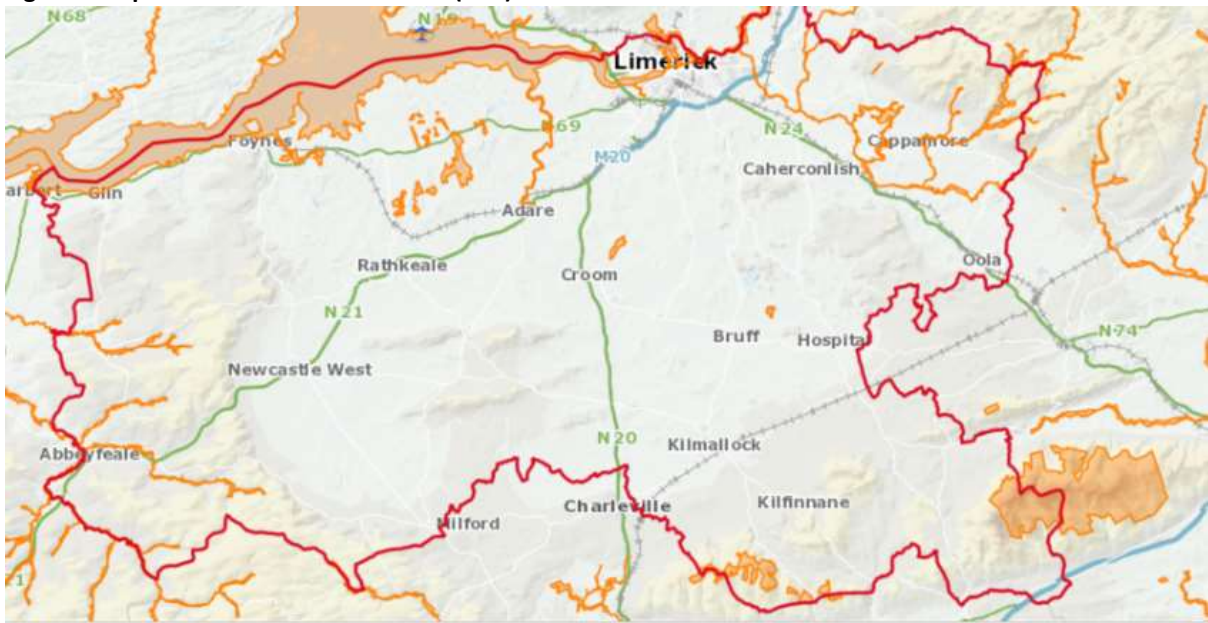 N68
N19
Limerick
Foynes
N69
N24
Cappamore
M20
Caherconlish
Glin
Adare
Rathkeale
Croom
Oola
N21
Bruff
Hospital
N74
Newcastle West
N20
Kilmallock
Abbeyfeale
Charleville
Kilfinnane
Milford